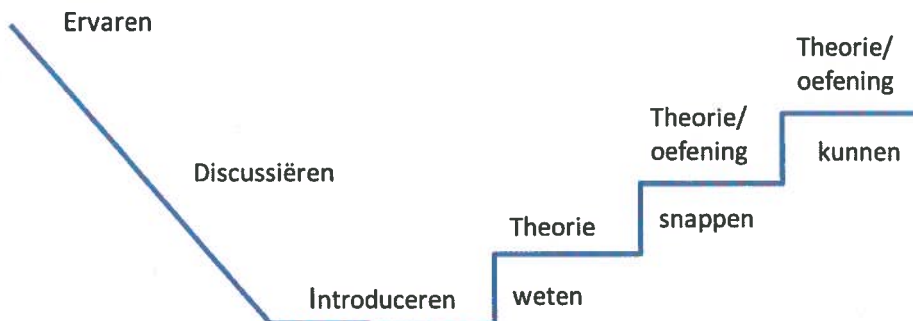 Ervaren
Discussiëren
Introduceren
Theorie
weten
Theorie/
oefening
snappen
Theorie/
oefening
kunnen